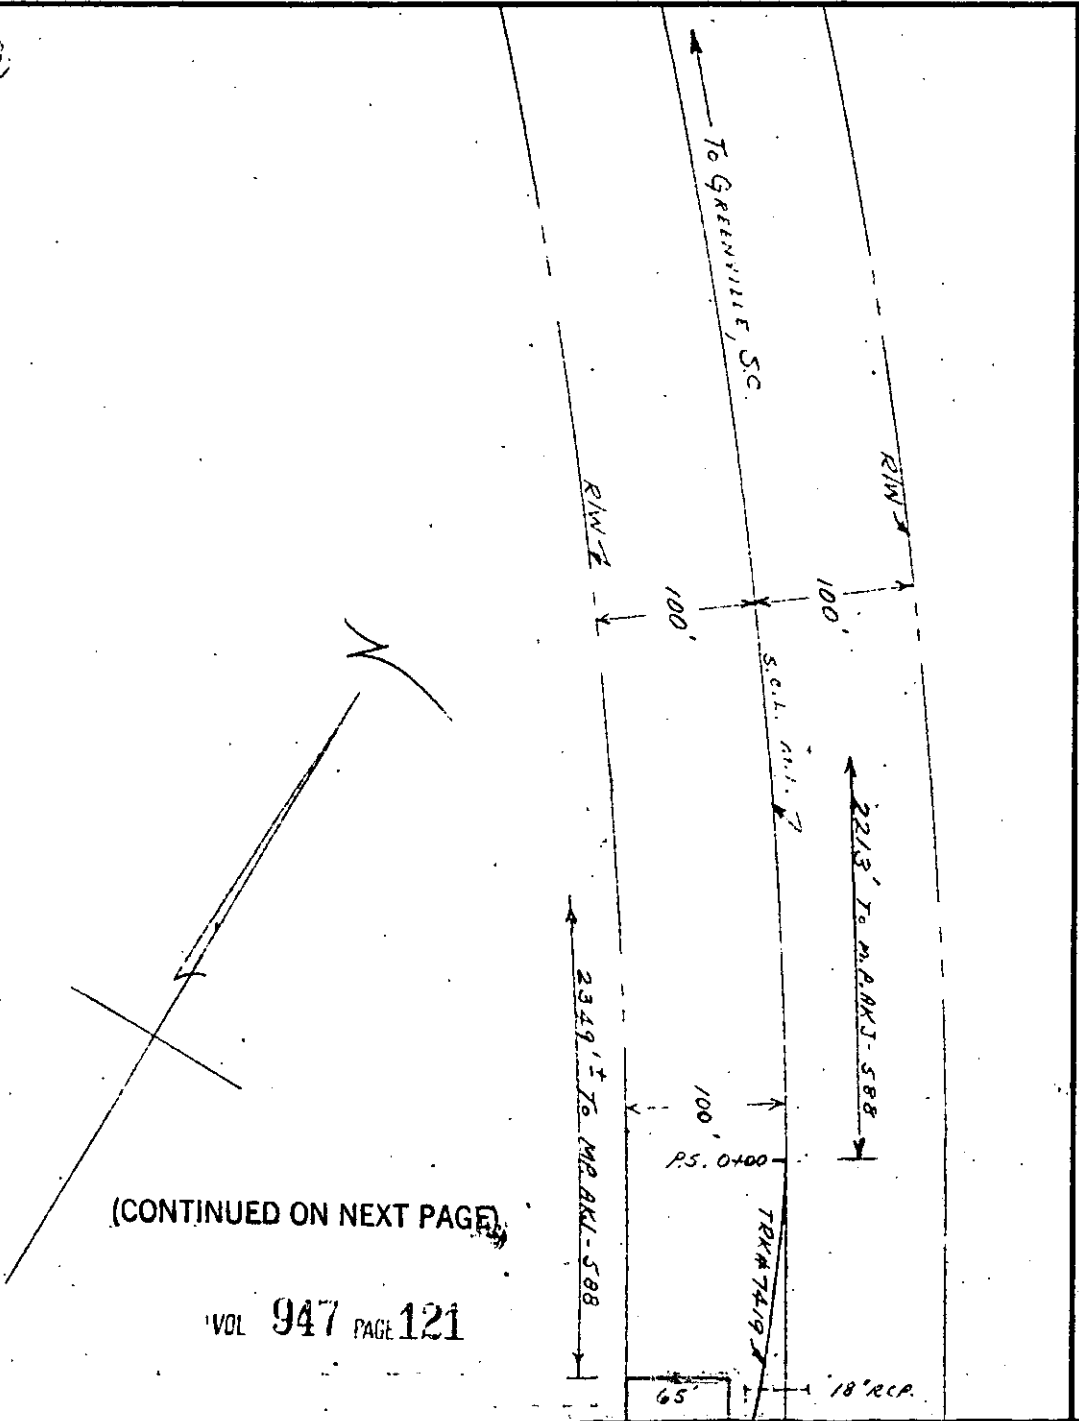 To GREENVILLE, S.C.
R/W
R/W
100'
100'
S.C.L. M.L.
2213' To M.P. AKJ-588
2349'± To M.P. AKJ-588
100'
P.S. 0+00
TRK# 7419
(CONTINUED ON NEXT PAGE)
VOL 947 PAGE 121
65'
18" RCP.